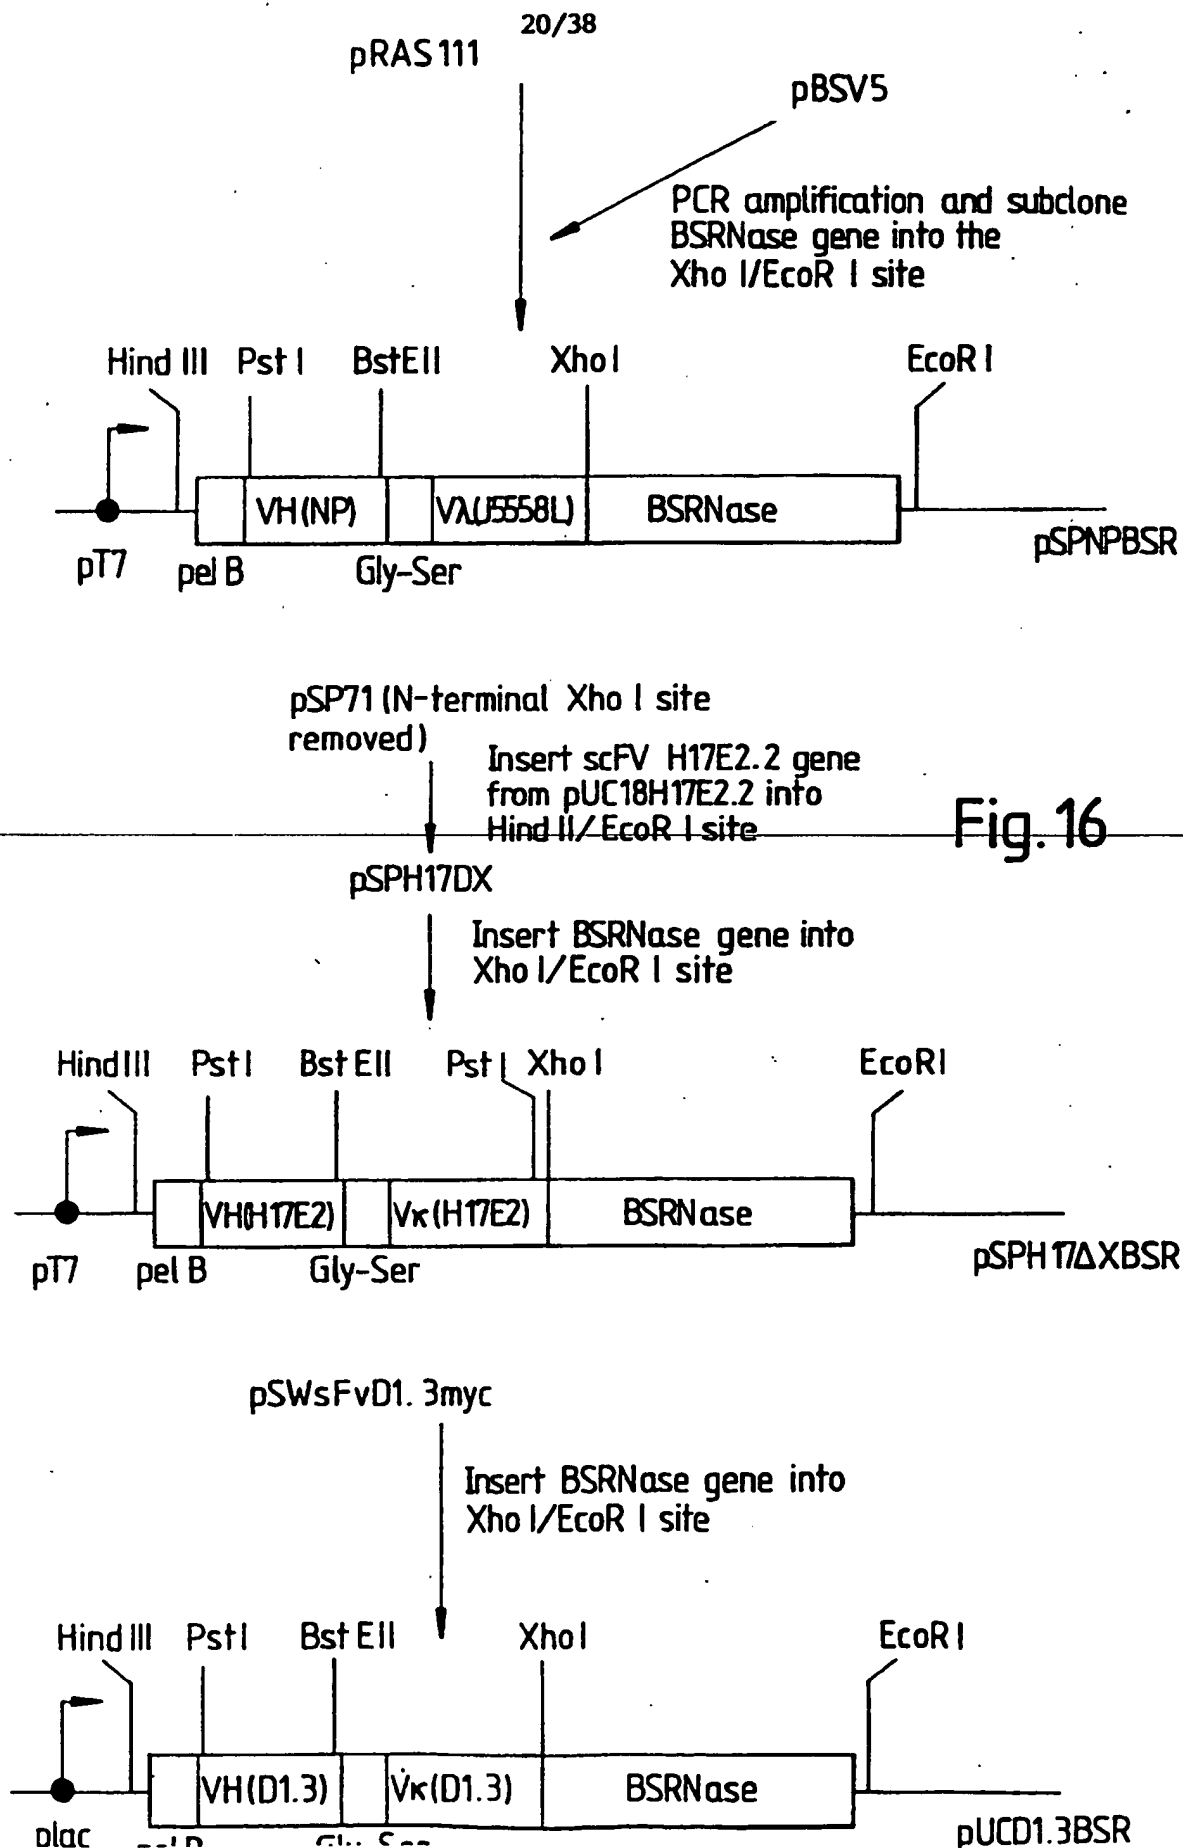 20/38
pRAS111
pBSV5
PCR amplification and subclone
BSRNase gene into the
Xho I/EcoR I site
Hind III Pst I BstEII Xho I EcoR I
VH(NP) Vλ(J5558L) BSRNase
pT7 pel B Gly-Ser pSPNPBSR
pSP71 (N-terminal Xho I site
removed)
Insert scFV H17E2.2 gene
from pUC18H17E2.2 into
Hind II/EcoR I site
Fig. 16
pSPH17DX
Insert BSRNase gene into
Xho I/EcoR I site
Hind III Pst I Bst EII Pst I Xho I EcoRI
VH(H17E2) Vκ(H17E2) BSRNase
pT7 pel B Gly-Ser pSPH17ΔXBSR
pSWsFvD1.3myc
Insert BSRNase gene into
Xho I/EcoR I site
Hind III Pst I Bst EII Xho I EcoR I
VH(D1.3) Vκ(D1.3) BSRNase
plac pel B Gly-Ser pUCD1.3BSR